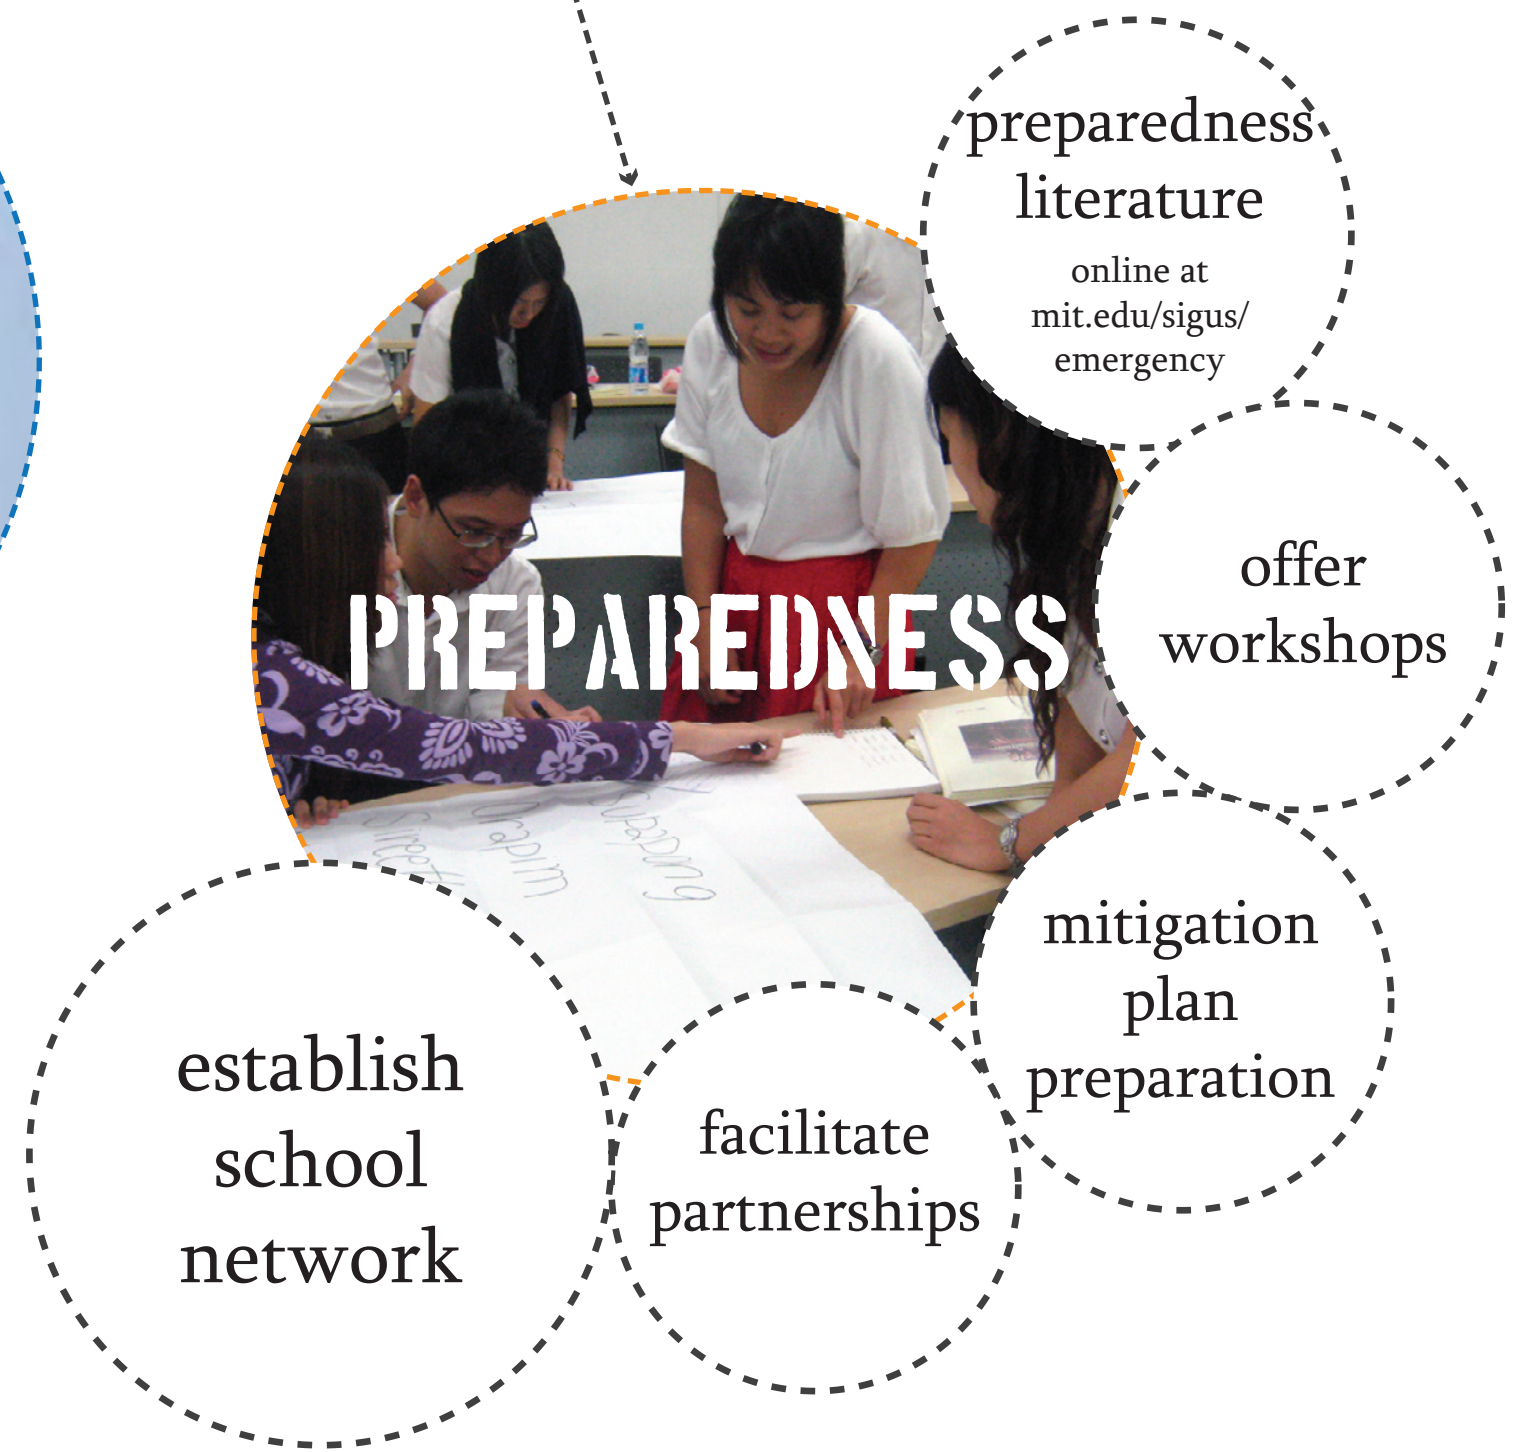 preparedness
literature
online at
mit.edu/sigus/
emergency
offer
workshops
PREPAREDNESS
mitigation
plan
preparation
facilitate
partnerships
establish
school
network